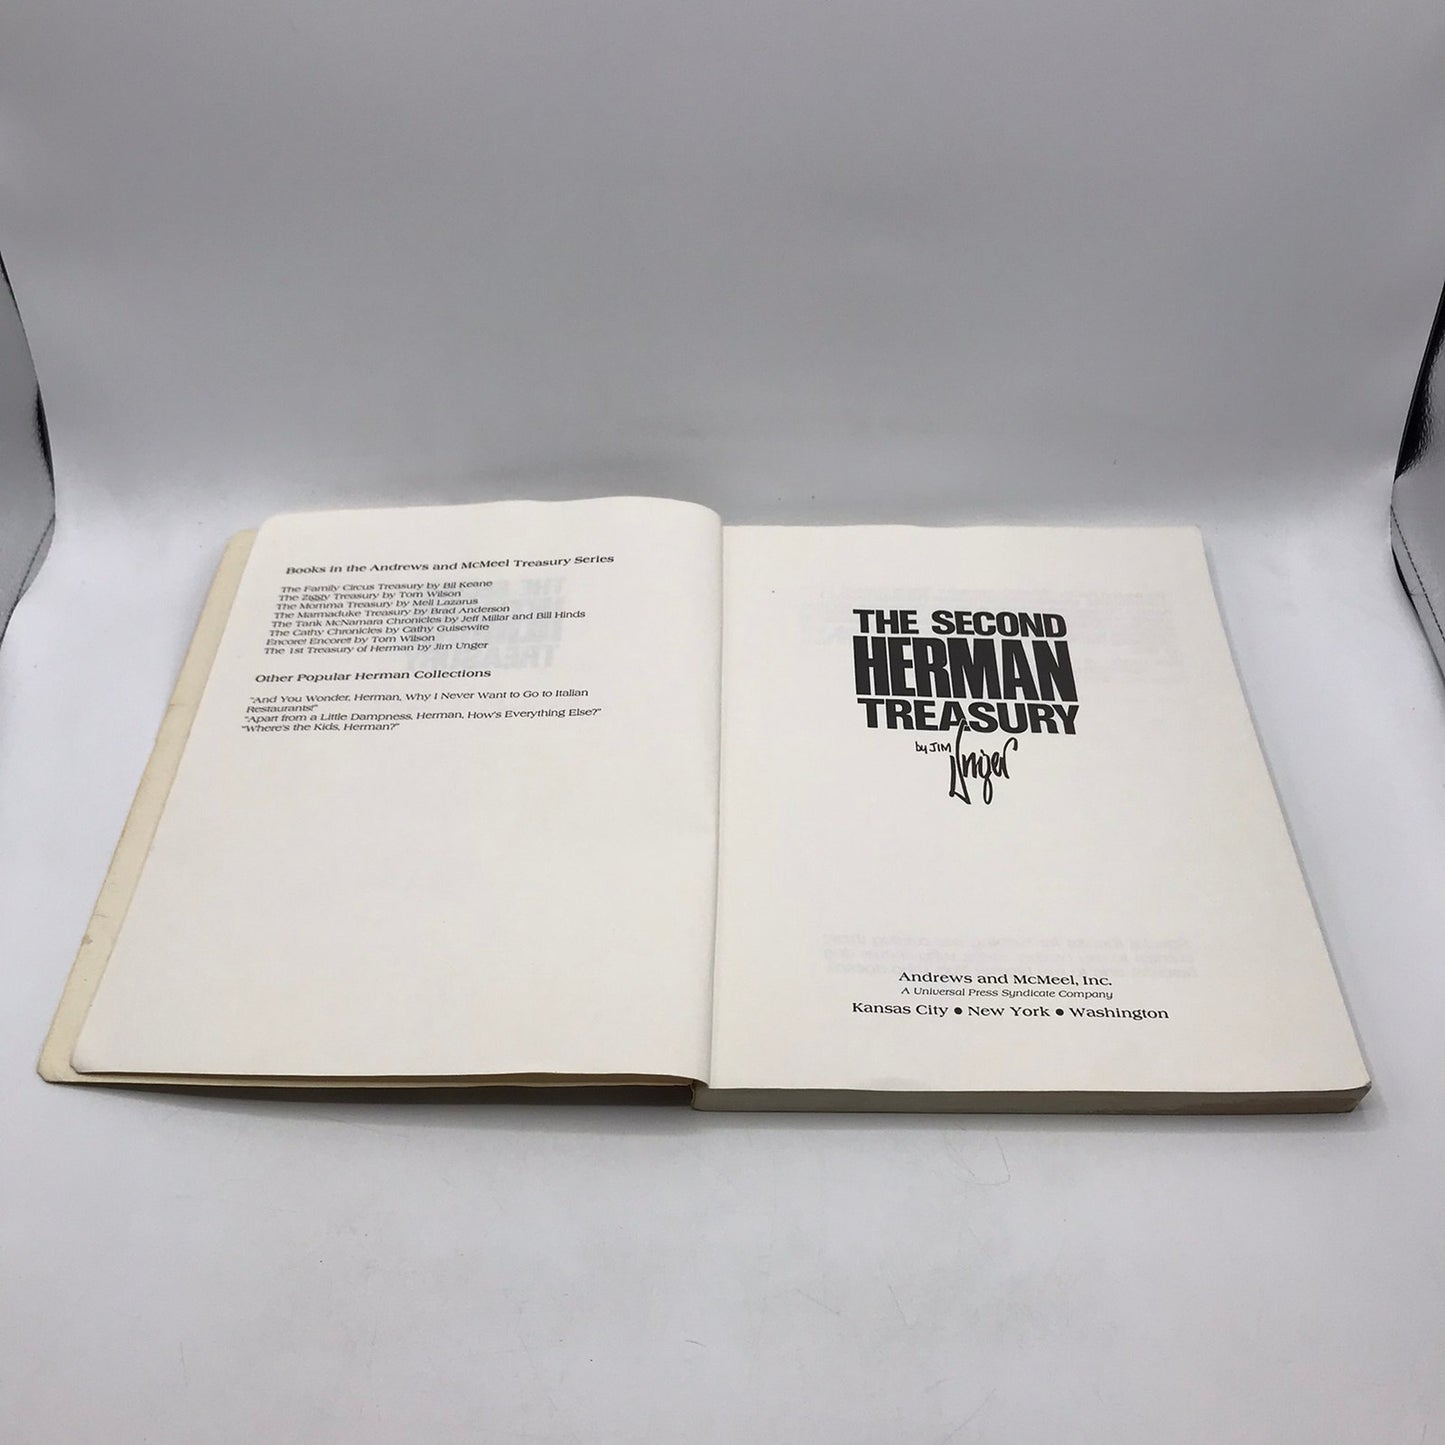 Books in the Andrews and McMeel Treasury Series
The Family Circus Treasury by Bil Keane
The Ziggy Treasury by Tom Wilson
The Momma Treasury by Mell Lazarus
The Marmaduke Treasury by Brad Anderson
The Tank McNamara Chronicles by Jeff Millar and Bill Hinds
The Cathy Chronicles by Cathy Guisewite
Encore! Encore!! by Tom Wilson
The 1st Treasury of Herman by Jim Unger
Other Popular Herman Collections
"And You Wonder, Herman, Why I Never Want to Go to Italian
Restaurants!"
"Apart from a Little Dampness, Herman, How's Everything Else?"
"Where's the Kids, Herman?"
THE SECOND
HERMAN
TREASURY
by JIM Unger
Andrews and McMeel, Inc.
A Universal Press Syndicate Company
Kansas City ● New York ● Washington